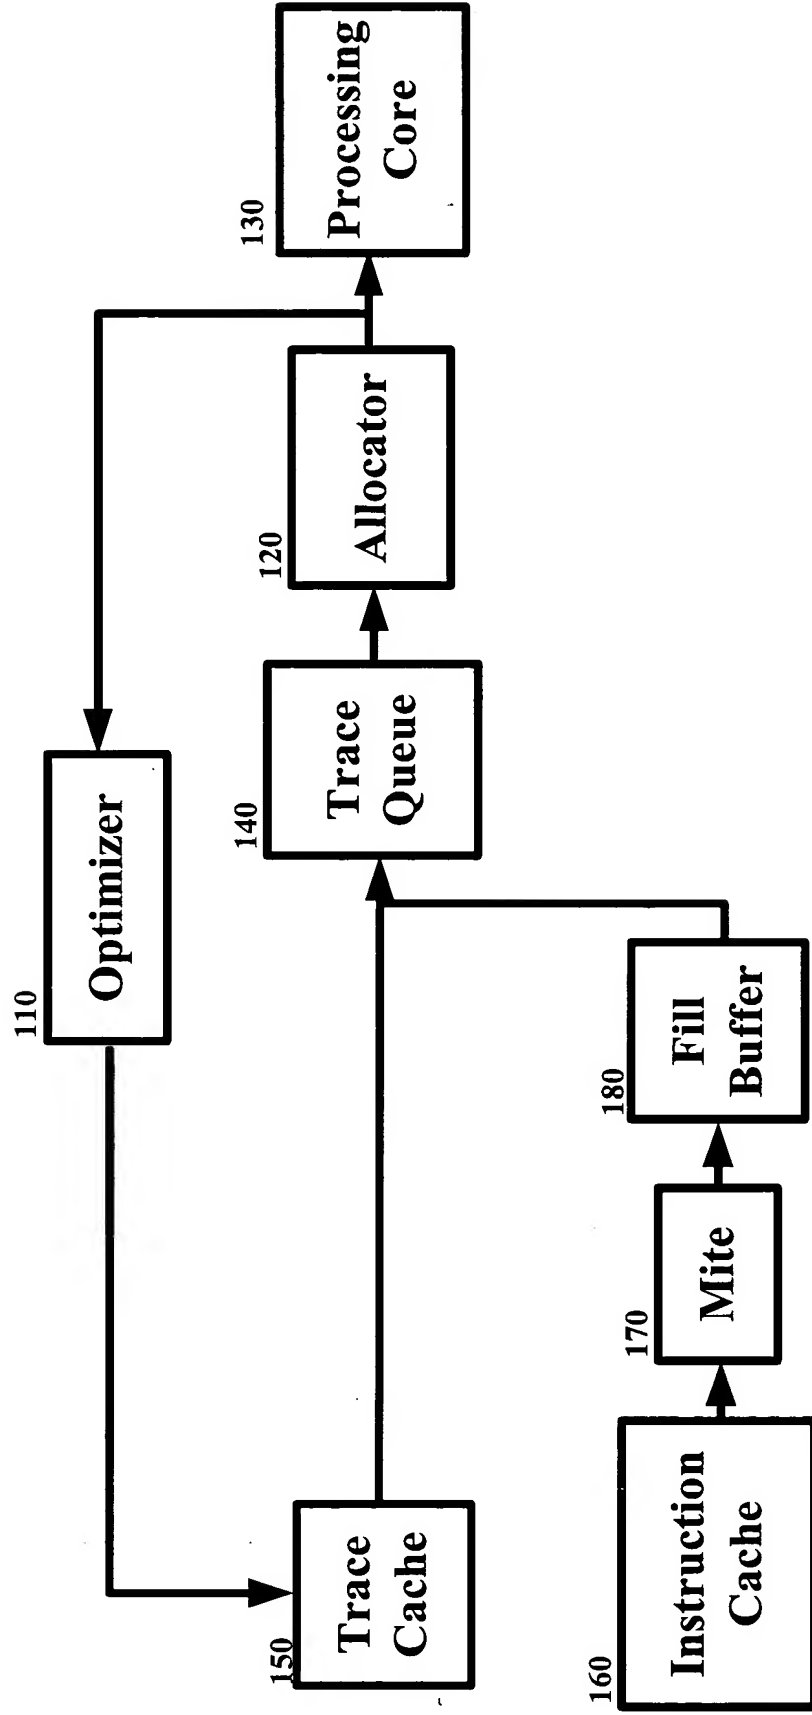 110
Optimizer
130
Processing
Core
120
Allocator
140
Trace
Queue
150
Trace
Cache
180
Fill
Buffer
170
Mite
160
Instruction
Cache